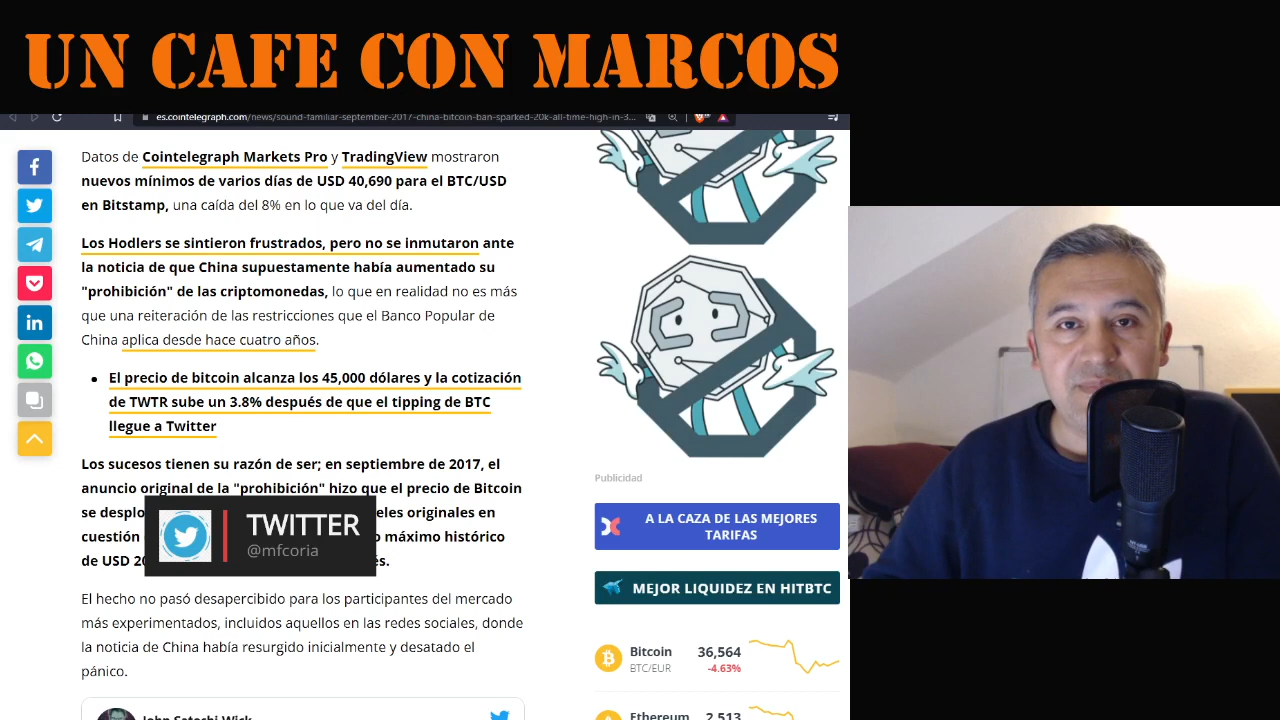 UN CAFE CON MARCOS
es.cointelegraph.com/news/sound-familiar-september-2017-china-bitcoin-ban-sparked-20k-all-time-high-in-3...
Datos de Cointelegraph Markets Pro y TradingView mostraron
nuevos mínimos de varios días de USD 40,690 para el BTC/USD
en Bitstamp, una caída del 8% en lo que va del día.
Los Hodlers se sintieron frustrados, pero no se inmutaron ante
la noticia de que China supuestamente había aumentado su
"prohibición" de las criptomonedas, lo que en realidad no es más
que una reiteración de las restricciones que el Banco Popular de
China aplica desde hace cuatro años.
• El precio de bitcoin alcanza los 45,000 dólares y la cotización
de TWTR sube un 3.8% después de que el tipping de BTC
llegue a Twitter
Los sucesos tienen su razón de ser; en septiembre de 2017, el
anuncio original de la "prohibición" hizo que el precio de Bitcoin
se desplo eles originales en
cuestión o máximo histórico
de USD 20 s.
TWITTER
@mfcoria
El hecho no pasó desapercibido para los participantes del mercado
más experimentados, incluidos aquellos en las redes sociales, donde
la noticia de China había resurgido inicialmente y desatado el
pánico.
John Satoshi Wick
Publicidad
A LA CAZA DE LAS MEJORES
TARIFAS
MEJOR LIQUIDEZ EN HITBTC
Bitcoin 36,564
BTC/EUR -4.63%
Ethereum 2,513